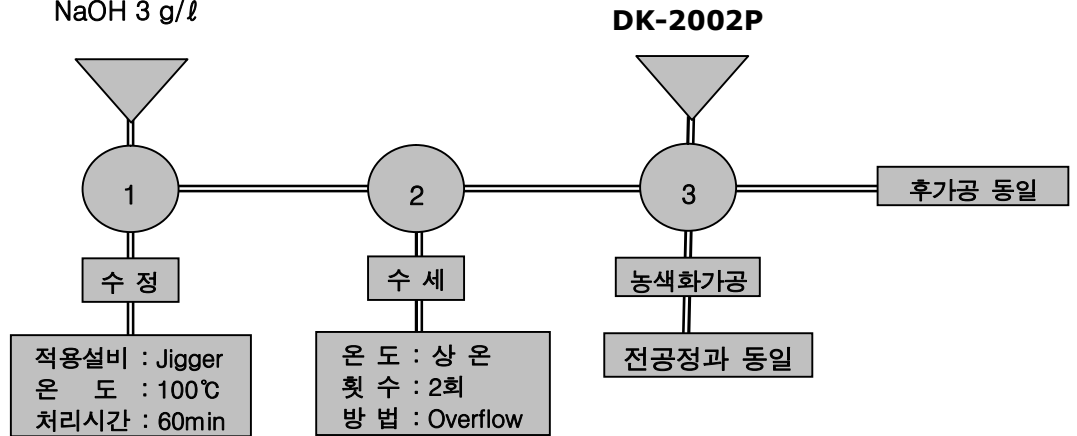 NaOH 3 g/ℓ
DK-2002P
1
2
3
후가공 동일
수 정
수 세
농색화가공
적용설비 : Jigger
온 도 : 100℃
처리시간 : 60min
온 도 : 상 온
횟 수 : 2회
방 법 : Overflow
전공정과 동일